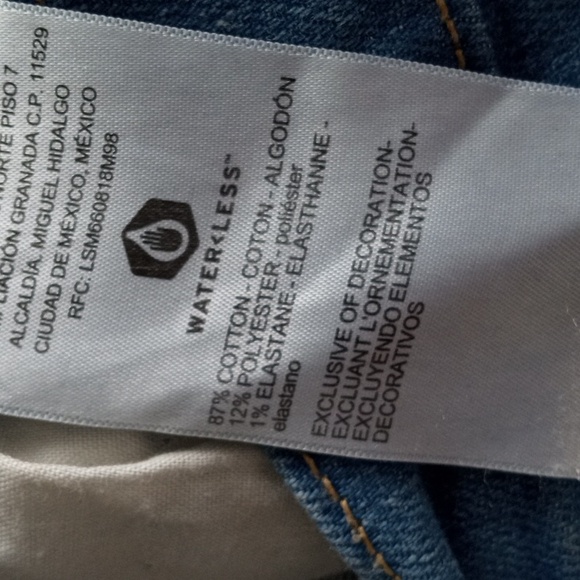 NORTE PISO 7
LIACIÓN GRANADA C.P. 11529
ALCALDÍA. MIGUEL HIDALGO
CIUDAD DE MÉXICO, MÉXICO
RFC: LSM660818M98
WATER<LESS™
87% COTTON - COTON - ALGODÓN
12% POLYESTER - poliéster
1% ELASTANE - ELASTHANNE -
elastano
EXCLUSIVE OF DECORATION-
EXCLUANT L'ORNEMENTATION-
EXCLUYENDO ELEMENTOS
DECORATIVOS